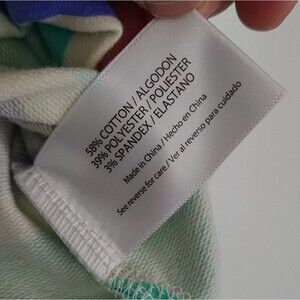 58% COTTON / ALGODON
39% POLYESTER / POLIESTER
3% SPANDEX / ELASTANO
Made in China / Hecho en China
See reverse for care / Ver al reverso para cuidado